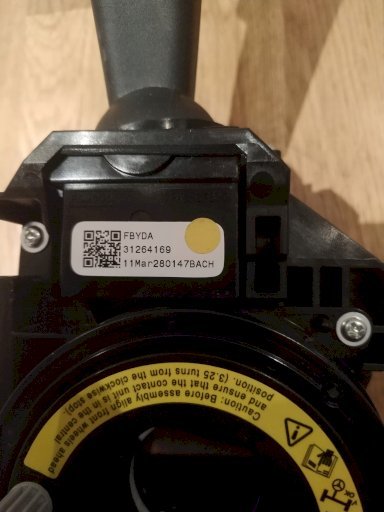 FBYDA
31264169
11Mar280147BACH
Caution: Before assembly align front wheels ahead
and ensure that the contact unit is in the central
position. (3.25 turns from the clockwise stop).
OK?